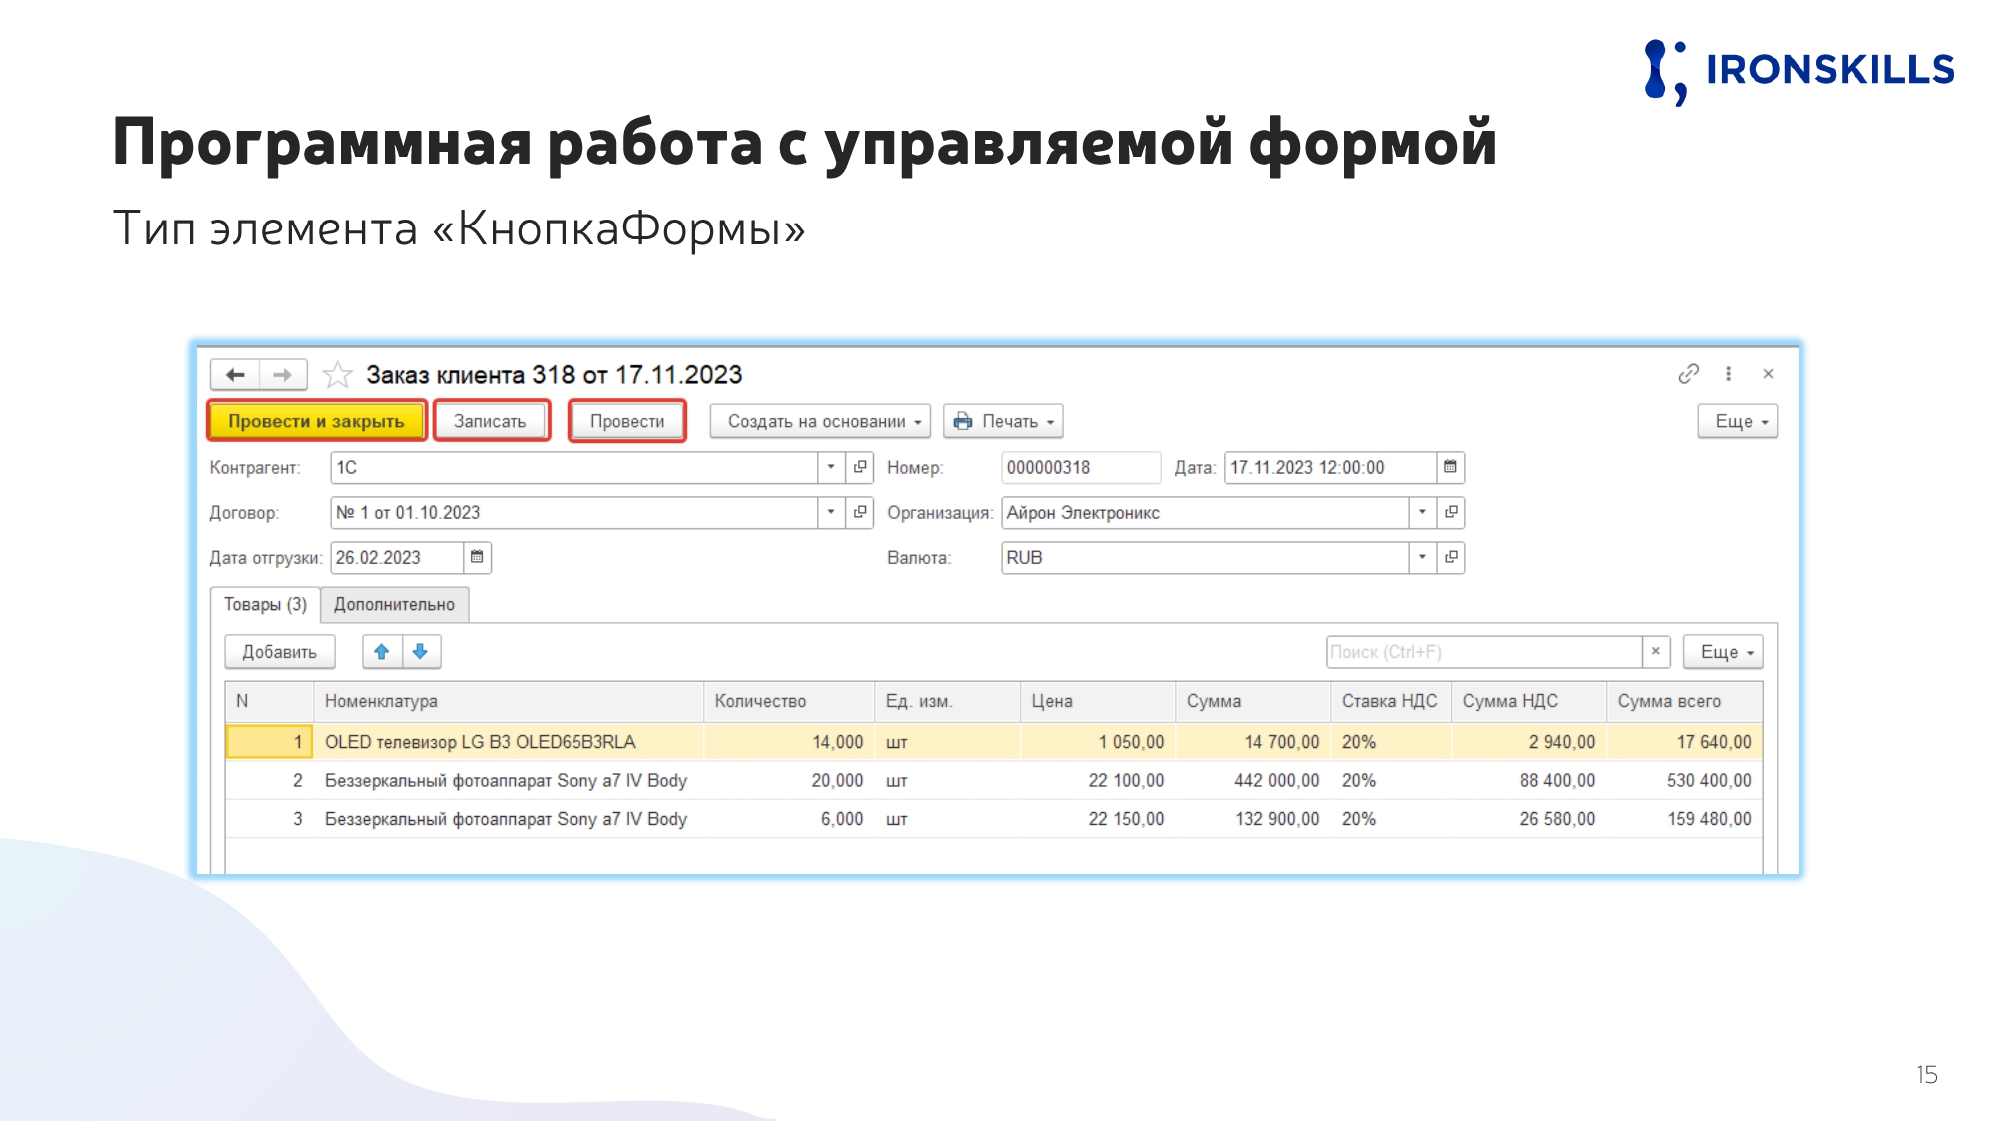 IRONSKILLS
Программная работа с управляемой формой
Тип элемента «КнопкаФормы»
Заказ клиента 318 от 17.11.2023
Провести и закрыть Записать Провести Создать на основании Печать Еще
Контрагент: 1С Номер: 000000318 Дата: 17.11.2023 12:00:00
Договор: № 1 от 01.10.2023 Организация: Айрон Электроникс
Дата отгрузки: 26.02.2023 Валюта: RUB
Товары (3) Дополнительно
Добавить Поиск (Ctrl+F) × Еще
N Номенклатура Количество Ед. изм. Цена Сумма Ставка НДС Сумма НДС Сумма всего
1 OLED телевизор LG B3 OLED65B3RLA 14,000 шт 1 050,00 14 700,00 20% 2 940,00 17 640,00
2 Беззеркальный фотоаппарат Sony a7 IV Body 20,000 шт 22 100,00 442 000,00 20% 88 400,00 530 400,00
3 Беззеркальный фотоаппарат Sony a7 IV Body 6,000 шт 22 150,00 132 900,00 20% 26 580,00 159 480,00
15